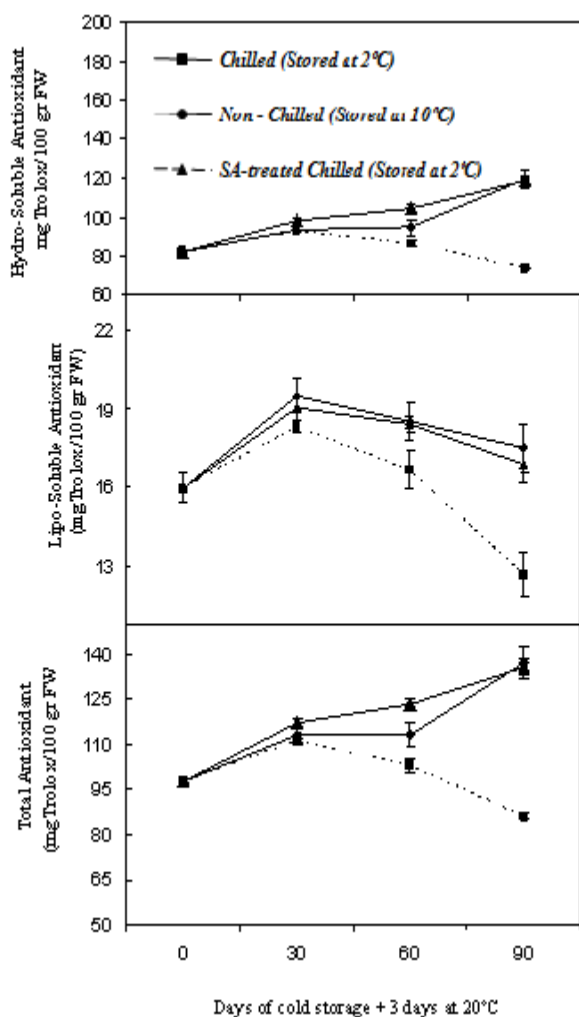 200
180
160
140
120
100
80
60
Hydro-Soluble Antioxidant
mgTrolox/100 gr FW
Chilled (Stored at 2°C)
Non - Chilled (Stored at 10°C)
SA-treated Chilled (Stored at 2°C)
22
19
16
13
Lipo-Soluble Antioxidant
(mgTrolox/100 gr FW)
140
125
110
95
80
65
50
Total Antioxidant
(mgTrolox/100 gr FW
0 30 60 90
Days of cold storage + 3 days at 20°C